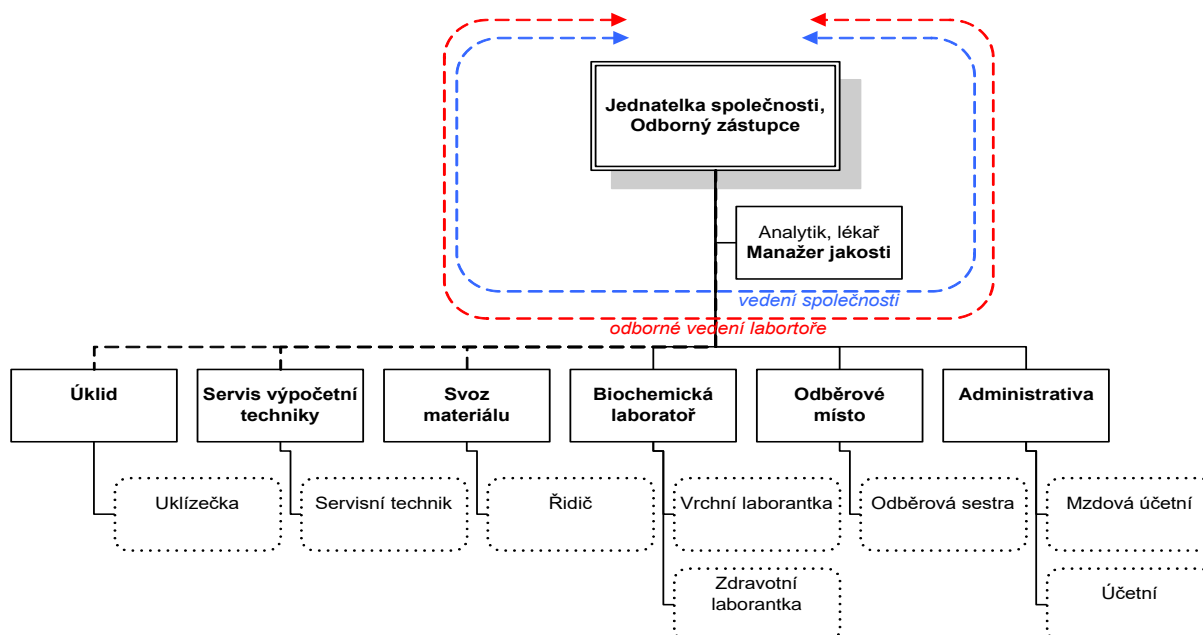 Jednatelka společnosti,
Odborný zástupce
Analytik, lékař
Manažer jakosti
vedení společnosti
odborné vedení labortoře
Úklid
Servis výpočetní
techniky
Svoz
materiálu
Biochemická
laboratoř
Odběrové
místo
Administrativa
Uklízečka
Servisní technik
Řidič
Vrchní laborantka
Odběrová sestra
Mzdová účetní
Zdravotní
laborantka
Účetní